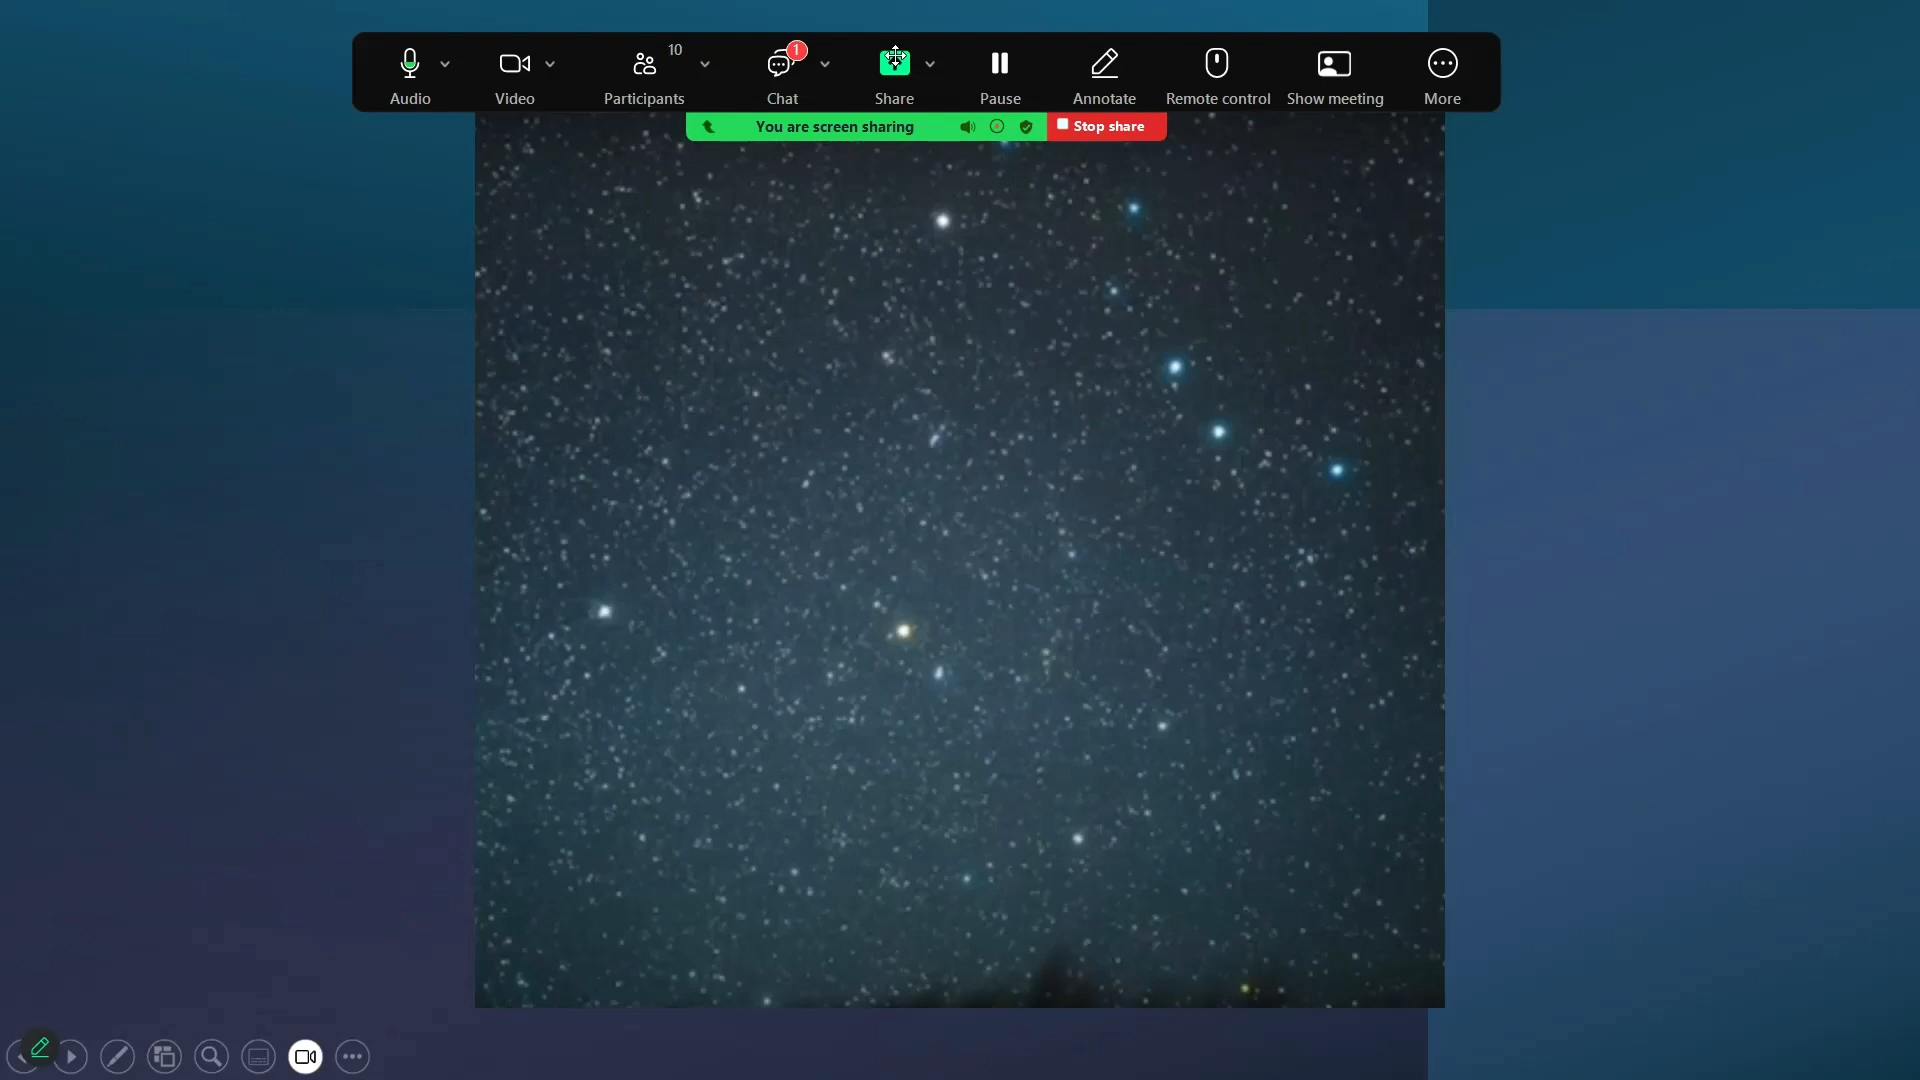 10
1
Audio Video Participants Chat Share Pause Annotate Remote control Show meeting More
You are screen sharing Stop share